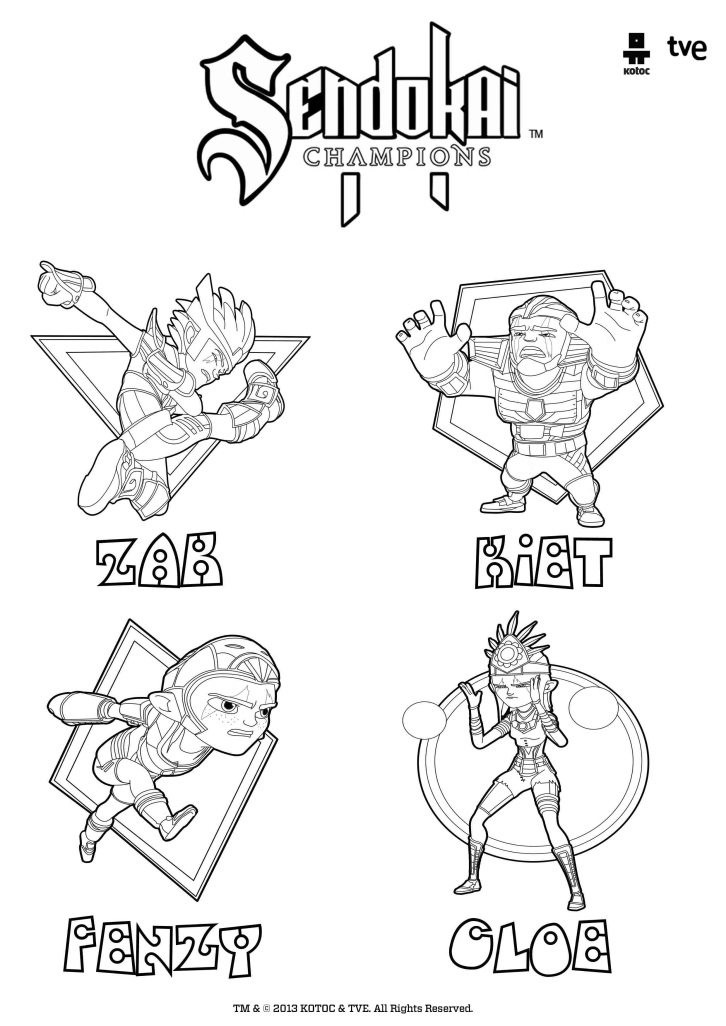 Sendokai ™
CHAMPIONS
KOTOC
tve
ZAK
KIET
FENZY
CLOE
TM & © 2013 KOTOC & TVE. All Rights Reserved.